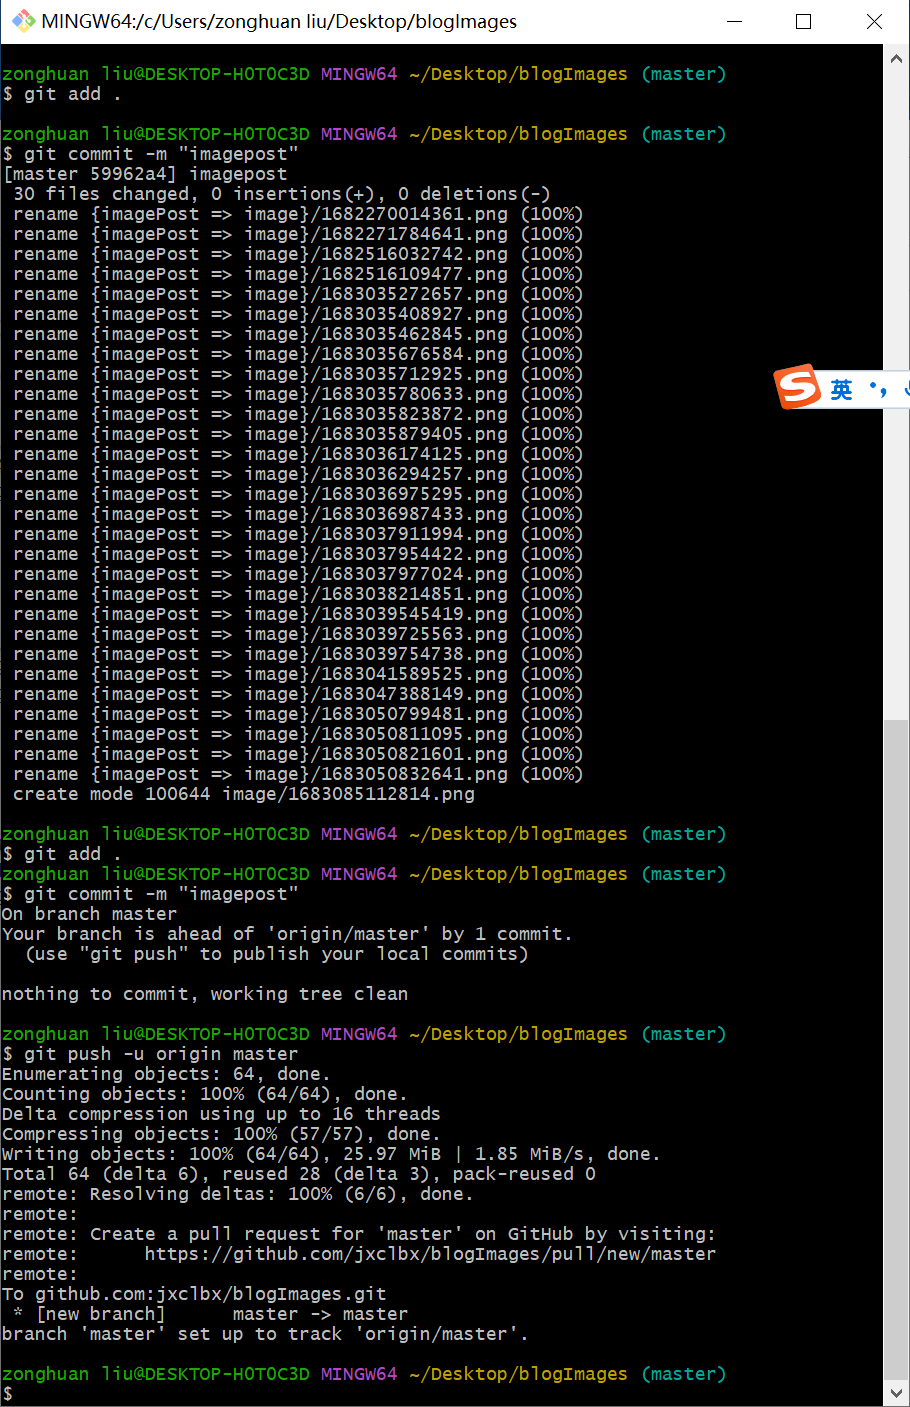 MINGW64:/c/Users/zonghuan liu/Desktop/blogImages
zonghuan liu@DESKTOP-H0T0C3D MINGW64 ~/Desktop/blogImages (master)
$ git add .
zonghuan liu@DESKTOP-H0T0C3D MINGW64 ~/Desktop/blogImages (master)
$ git commit -m "imagepost"
[master 59962a4] imagepost
30 files changed, 0 insertions(+), 0 deletions(-)
rename {imagePost => image}/1682270014361.png (100%)
rename {imagePost => image}/1682271784641.png (100%)
rename {imagePost => image}/1682516032742.png (100%)
rename {imagePost => image}/1682516109477.png (100%)
rename {imagePost => image}/1683035272657.png (100%)
rename {imagePost => image}/1683035408927.png (100%)
rename {imagePost => image}/1683035462845.png (100%)
rename {imagePost => image}/1683035676584.png (100%)
rename {imagePost => image}/1683035712925.png (100%)
rename {imagePost => image}/1683035780633.png (100%)
rename {imagePost => image}/1683035823872.png (100%)
rename {imagePost => image}/1683035879405.png (100%)
rename {imagePost => image}/1683036174125.png (100%)
rename {imagePost => image}/1683036294257.png (100%)
rename {imagePost => image}/1683036975295.png (100%)
rename {imagePost => image}/1683036987433.png (100%)
rename {imagePost => image}/1683037911994.png (100%)
rename {imagePost => image}/1683037954422.png (100%)
rename {imagePost => image}/1683037977024.png (100%)
rename {imagePost => image}/1683038214851.png (100%)
rename {imagePost => image}/1683039545419.png (100%)
rename {imagePost => image}/1683039725563.png (100%)
rename {imagePost => image}/1683039754738.png (100%)
rename {imagePost => image}/1683041589525.png (100%)
rename {imagePost => image}/1683047388149.png (100%)
rename {imagePost => image}/1683050799481.png (100%)
rename {imagePost => image}/1683050811095.png (100%)
rename {imagePost => image}/1683050821601.png (100%)
rename {imagePost => image}/1683050832641.png (100%)
create mode 100644 image/1683085112814.png
zonghuan liu@DESKTOP-H0T0C3D MINGW64 ~/Desktop/blogImages (master)
$ git add .
zonghuan liu@DESKTOP-H0T0C3D MINGW64 ~/Desktop/blogImages (master)
$ git commit -m "imagepost"
On branch master
Your branch is ahead of 'origin/master' by 1 commit.
(use "git push" to publish your local commits)
nothing to commit, working tree clean
zonghuan liu@DESKTOP-H0T0C3D MINGW64 ~/Desktop/blogImages (master)
$ git push -u origin master
Enumerating objects: 64, done.
Counting objects: 100% (64/64), done.
Delta compression using up to 16 threads
Compressing objects: 100% (57/57), done.
Writing objects: 100% (64/64), 25.97 MiB | 1.85 MiB/s, done.
Total 64 (delta 6), reused 28 (delta 3), pack-reused 0
remote: Resolving deltas: 100% (6/6), done.
remote:
remote: Create a pull request for 'master' on GitHub by visiting:
remote:      https://github.com/jxclbx/blogImages/pull/new/master
remote:
To github.com:jxclbx/blogImages.git
* [new branch]      master -> master
branch 'master' set up to track 'origin/master'.
zonghuan liu@DESKTOP-H0T0C3D MINGW64 ~/Desktop/blogImages (master)
$
S 英